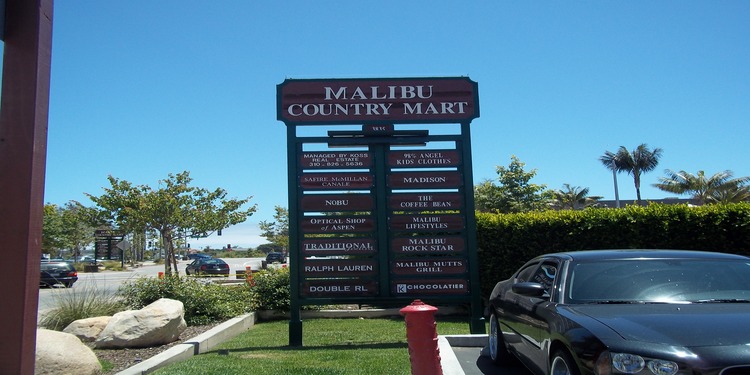 MALIBU
COUNTRY MART
MANAGED BY KOSS
REAL ESTATE
310-926-5636
SAFIRE McMILLAN
CANALE
NOBU
OPTICAL SHOP
of ASPEN
TRADITIONAL
RALPH LAUREN
DOUBLE RL
98% ANGEL
KIDS CLOTHES
MADISON
THE
COFFEE BEAN
MALIBU
LIFESTYLES
MALIBU
ROCK STAR
MALIBU MUTTS
GRILL
K CHOCOLATIER